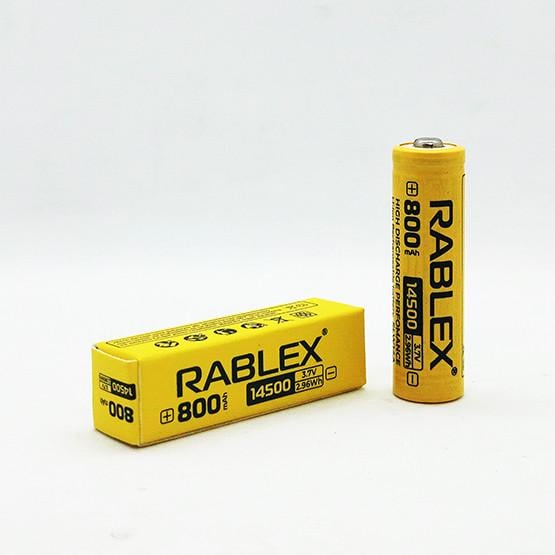 RABLEX®
+ 800 mAh 14500 3.7V 2.96Wh −
14500
800
RABLEX®
+ 800 mAh 14500 3.7V 2.96Wh −
HIGH DISCHARGE PERFOMANCE